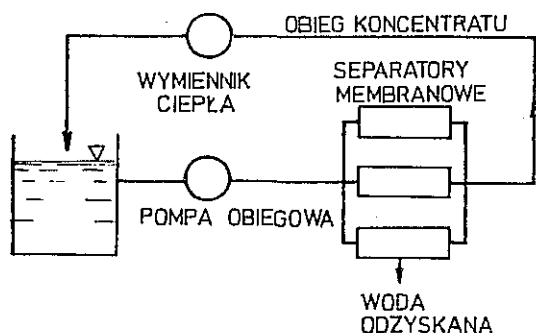 OBIEG KONCENTRATU
WYMIENNIK
CIEPŁA
SEPARATORY
MEMBRANOWE
POMPA OBIEGOWA
WODA
ODZYSKANA